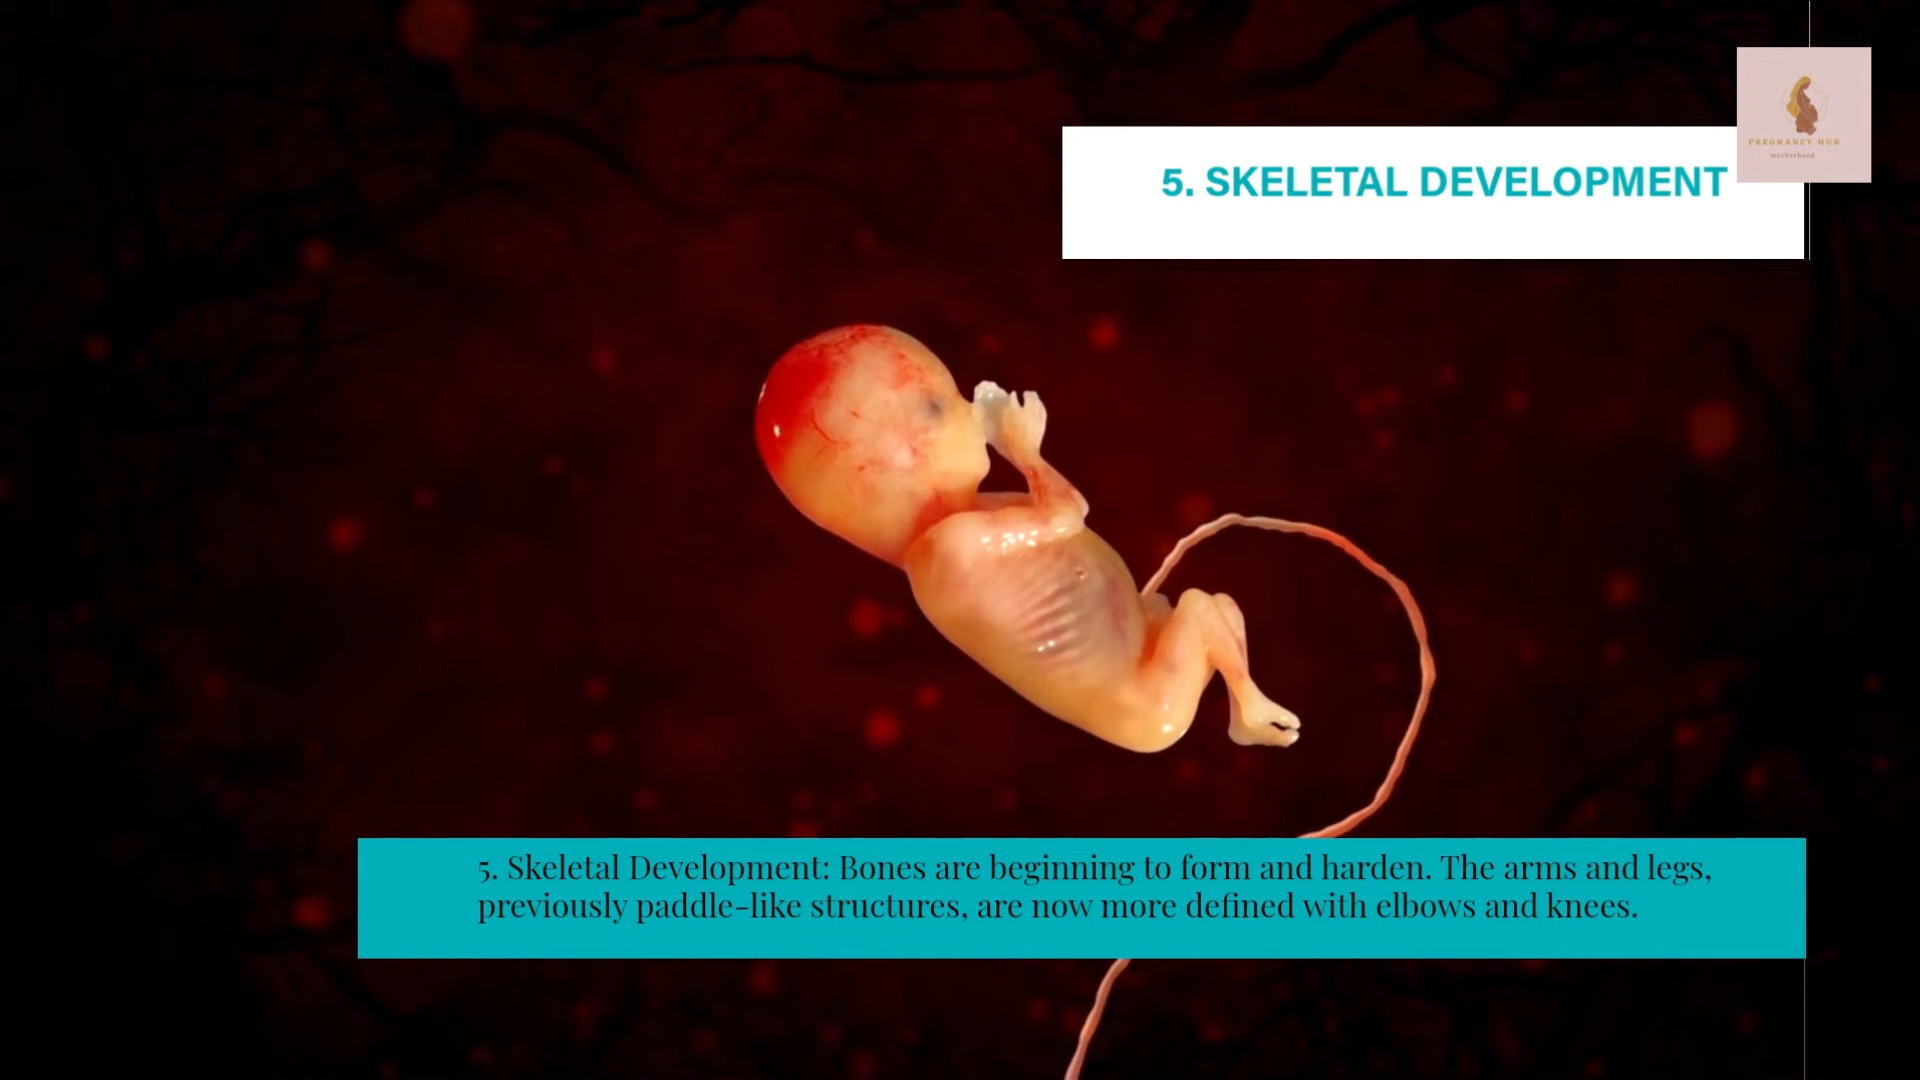 PREGNANCY HUB
motherhood
5. SKELETAL DEVELOPMENT
5. Skeletal Development: Bones are beginning to form and harden. The arms and legs,
previously paddle-like structures, are now more defined with elbows and knees.